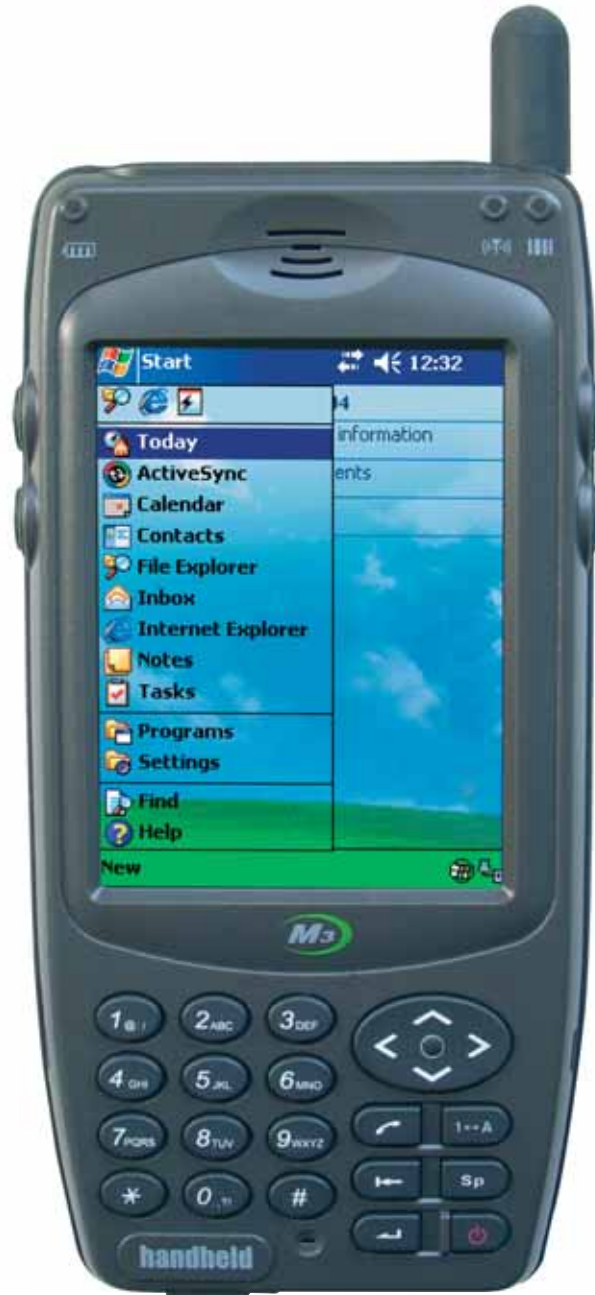 Start 12:32
14
Today
information
ActiveSync
ents
Calendar
Contacts
File Explorer
Inbox
Internet Explorer
Notes
Tasks
Programs
Settings
Find
Help
New
M3
1@:/ 2ABC 3DEF
4GHI 5JKL 6MNO
7PQRS 8TUV 9WXYZ 1↔A
* 0 # Sp
handheld